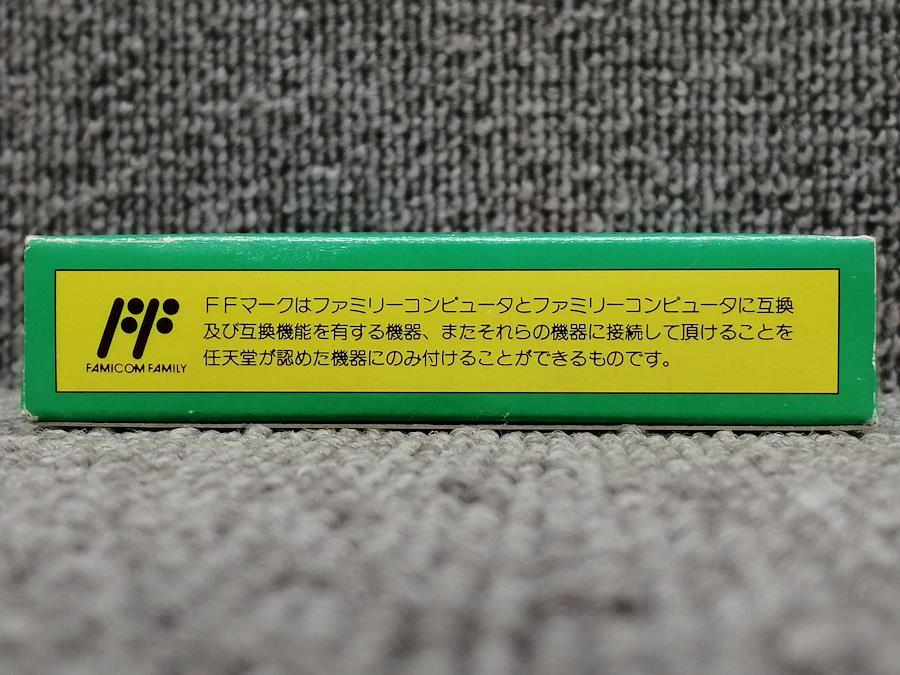 FF
FAMICOM FAMILY
FFマークはファミリーコンピュータとファミリーコンピュータに互換
及び互換機能を有する機器、またそれらの機器に接続して頂けることを
任天堂が認めた機器にのみ付けることができるものです。